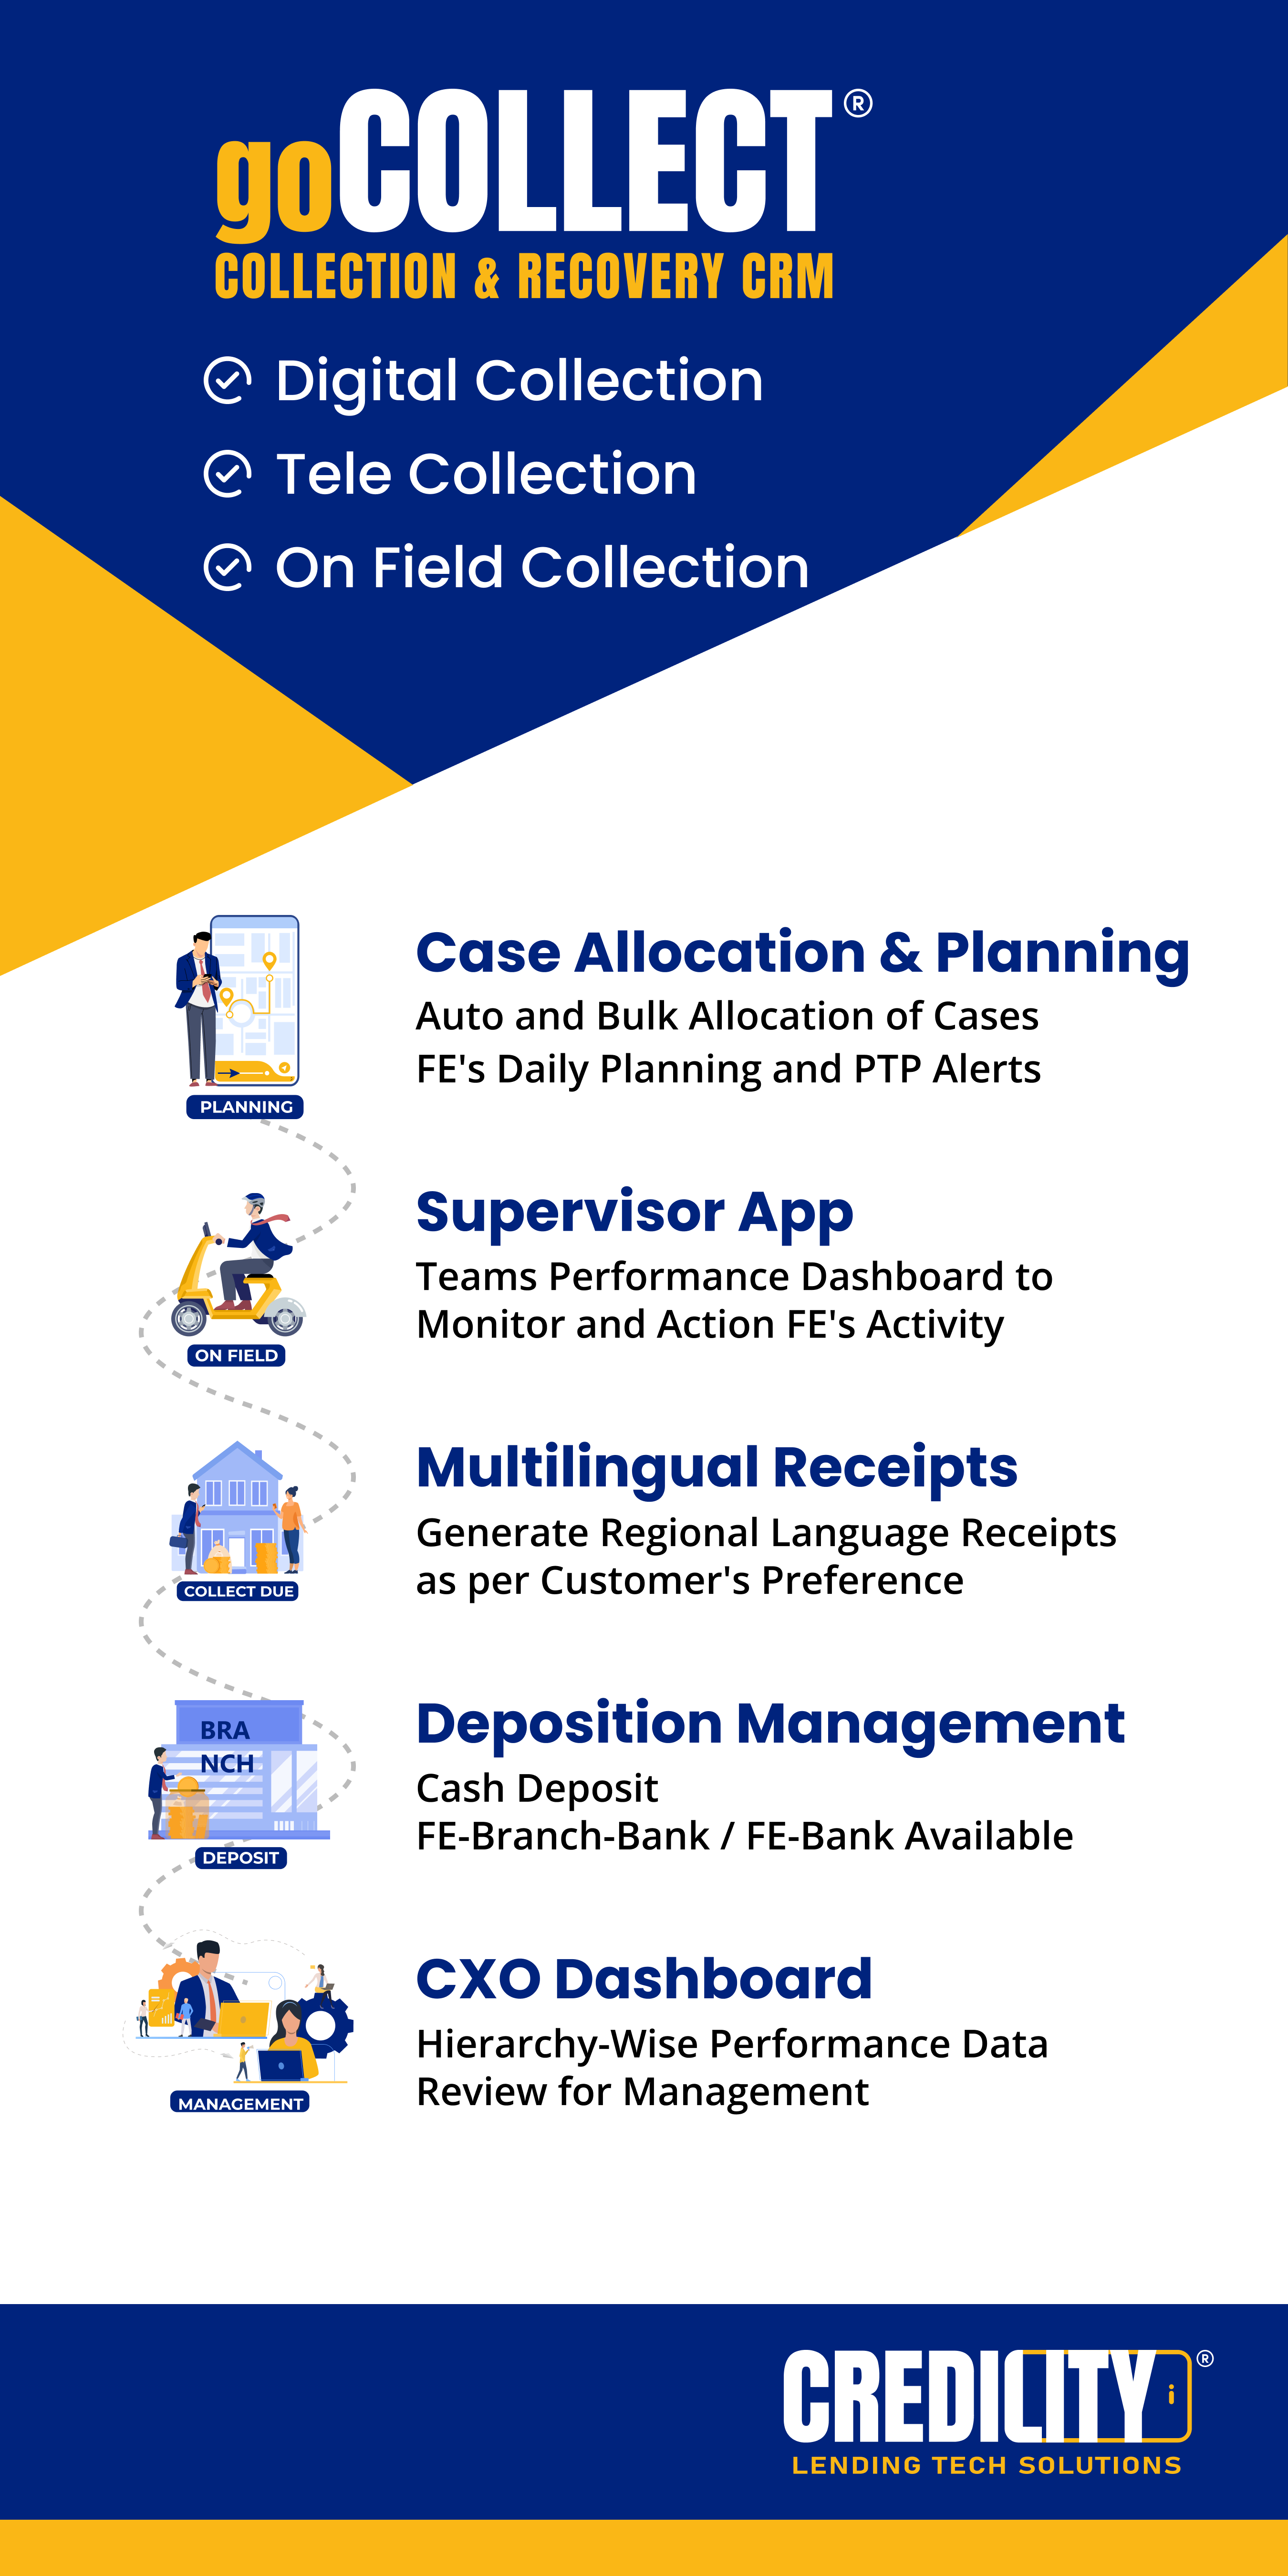 goCOLLECT®
COLLECTION & RECOVERY CRM
Digital Collection
Tele Collection
On Field Collection
PLANNING
Case Allocation & Planning
Auto and Bulk Allocation of Cases
FE's Daily Planning and PTP Alerts
ON FIELD
Supervisor App
Teams Performance Dashboard to
Monitor and Action FE's Activity
COLLECT DUE
Multilingual Receipts
Generate Regional Language Receipts
as per Customer's Preference
BRA
NCH
DEPOSIT
Deposition Management
Cash Deposit
FE-Branch-Bank / FE-Bank Available
MANAGEMENT
CXO Dashboard
Hierarchy-Wise Performance Data
Review for Management
CREDILITY i ®
LENDING TECH SOLUTIONS